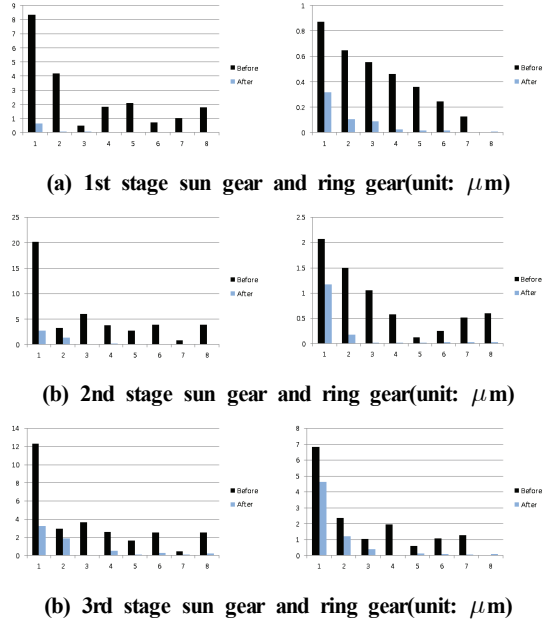 9
8
7
6
5
4
3
2
1
0
1 2 3 4 5 6 7 8
Before
After
1
0.8
0.6
0.4
0.2
0
1 2 3 4 5 6 7 8
Before
After
(a) 1st stage sun gear and ring gear(unit: μm)
25
20
15
10
5
0
1 2 3 4 5 6 7 8
Before
After
2.5
2
1.5
1
0.5
0
1 2 3 4 5 6 7 8
Before
After
(b) 2nd stage sun gear and ring gear(unit: μm)
14
12
10
8
6
4
2
0
1 2 3 4 5 6 7 8
Before
After
8
7
6
5
4
3
2
1
0
1 2 3 4 5 6 7 8
Before
After
(b) 3rd stage sun gear and ring gear(unit: μm)